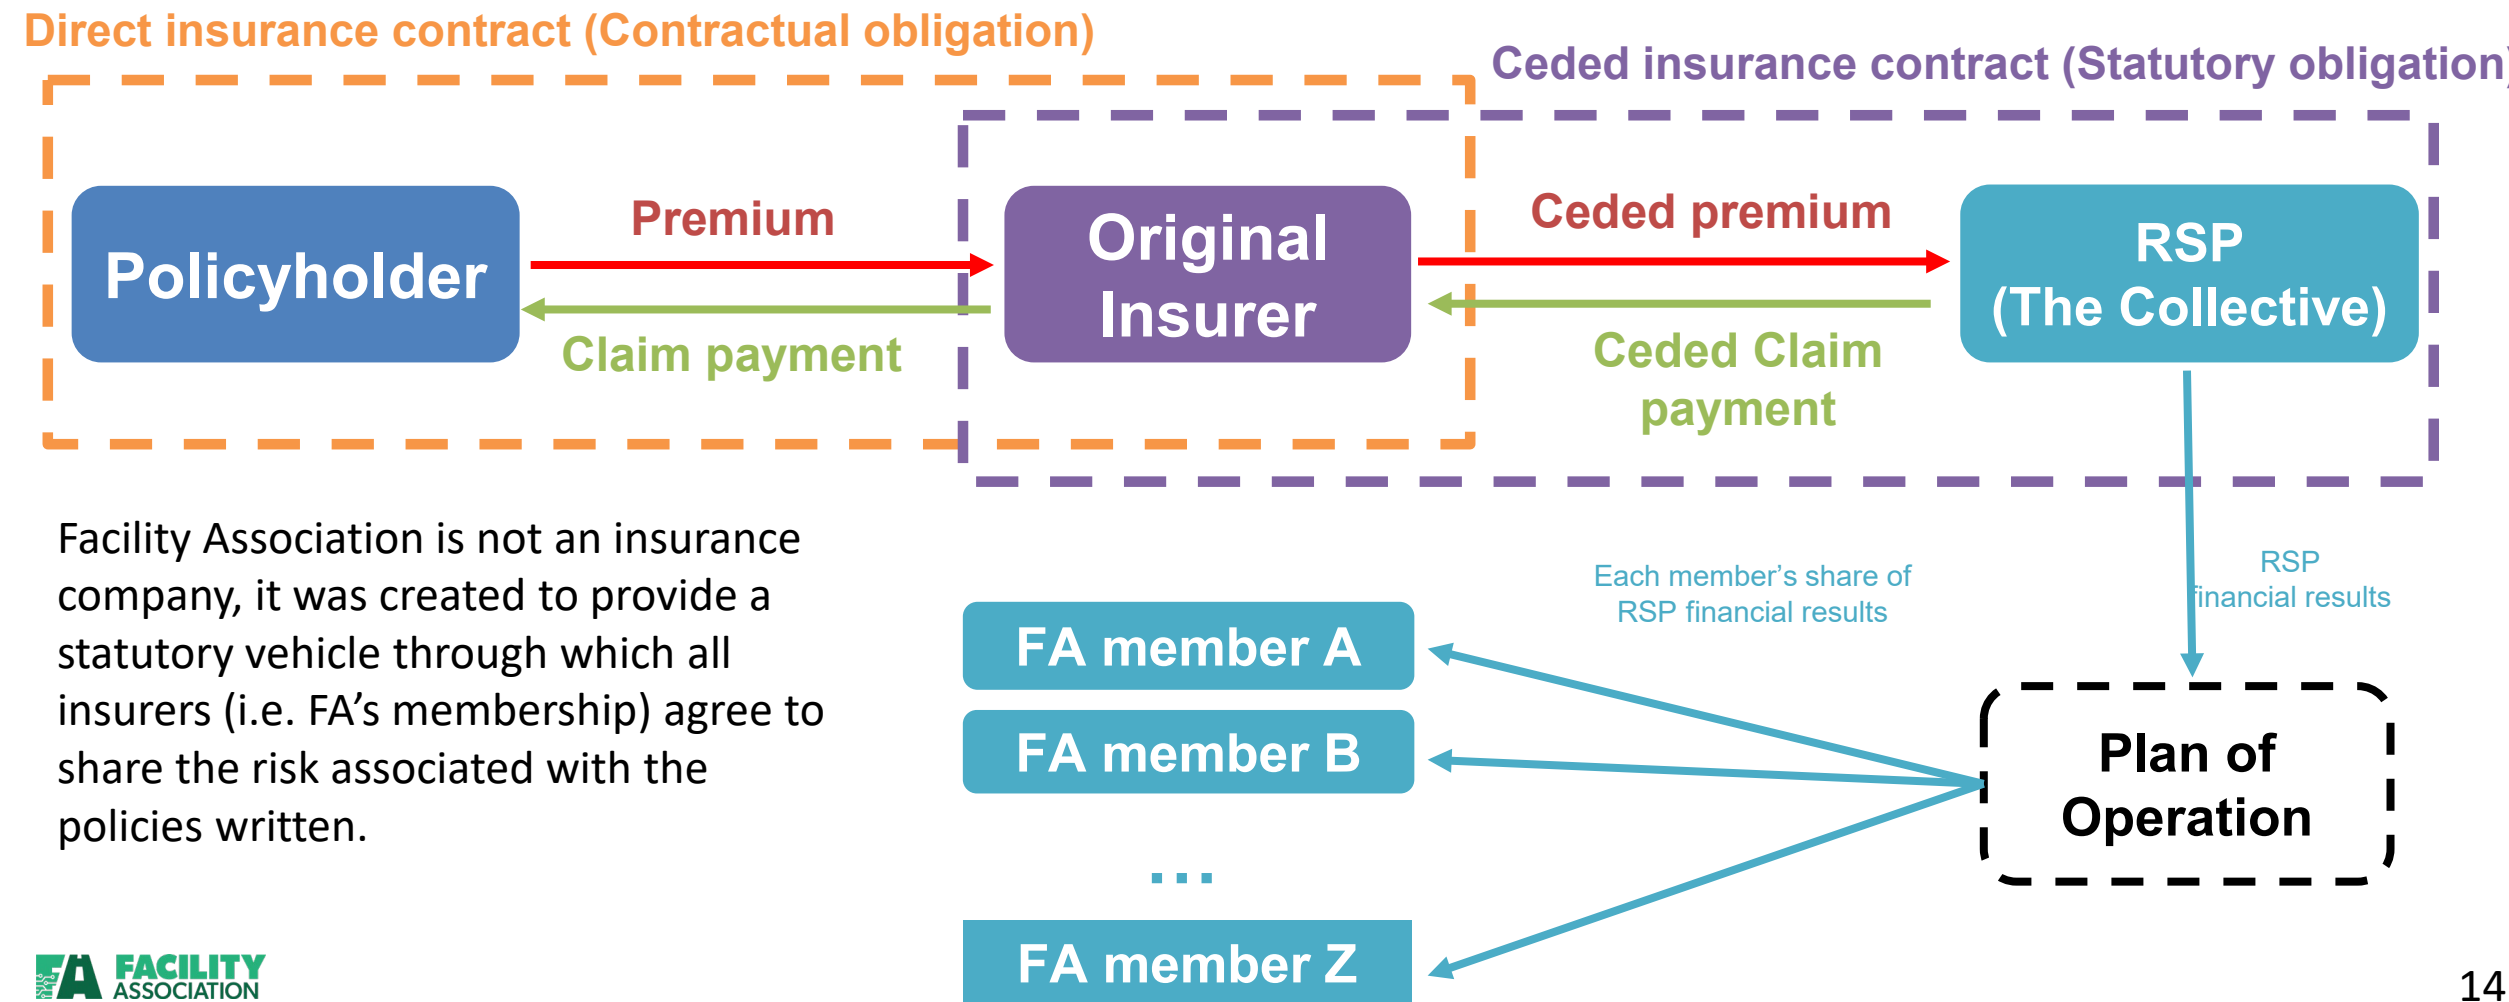 Direct insurance contract (Contractual obligation)
Ceded insurance contract (Statutory obligation)
Policyholder
Premium
Claim payment
Original
Insurer
Ceded premium
Ceded Claim
payment
RSP
(The Collective)
Facility Association is not an insurance
company, it was created to provide a
statutory vehicle through which all
insurers (i.e. FA’s membership) agree to
share the risk associated with the
policies written.
Each member’s share of
RSP financial results
RSP
financial results
FA member A
FA member B
...
FA member Z
Plan of
Operation
FA FACILITY
ASSOCIATION
14